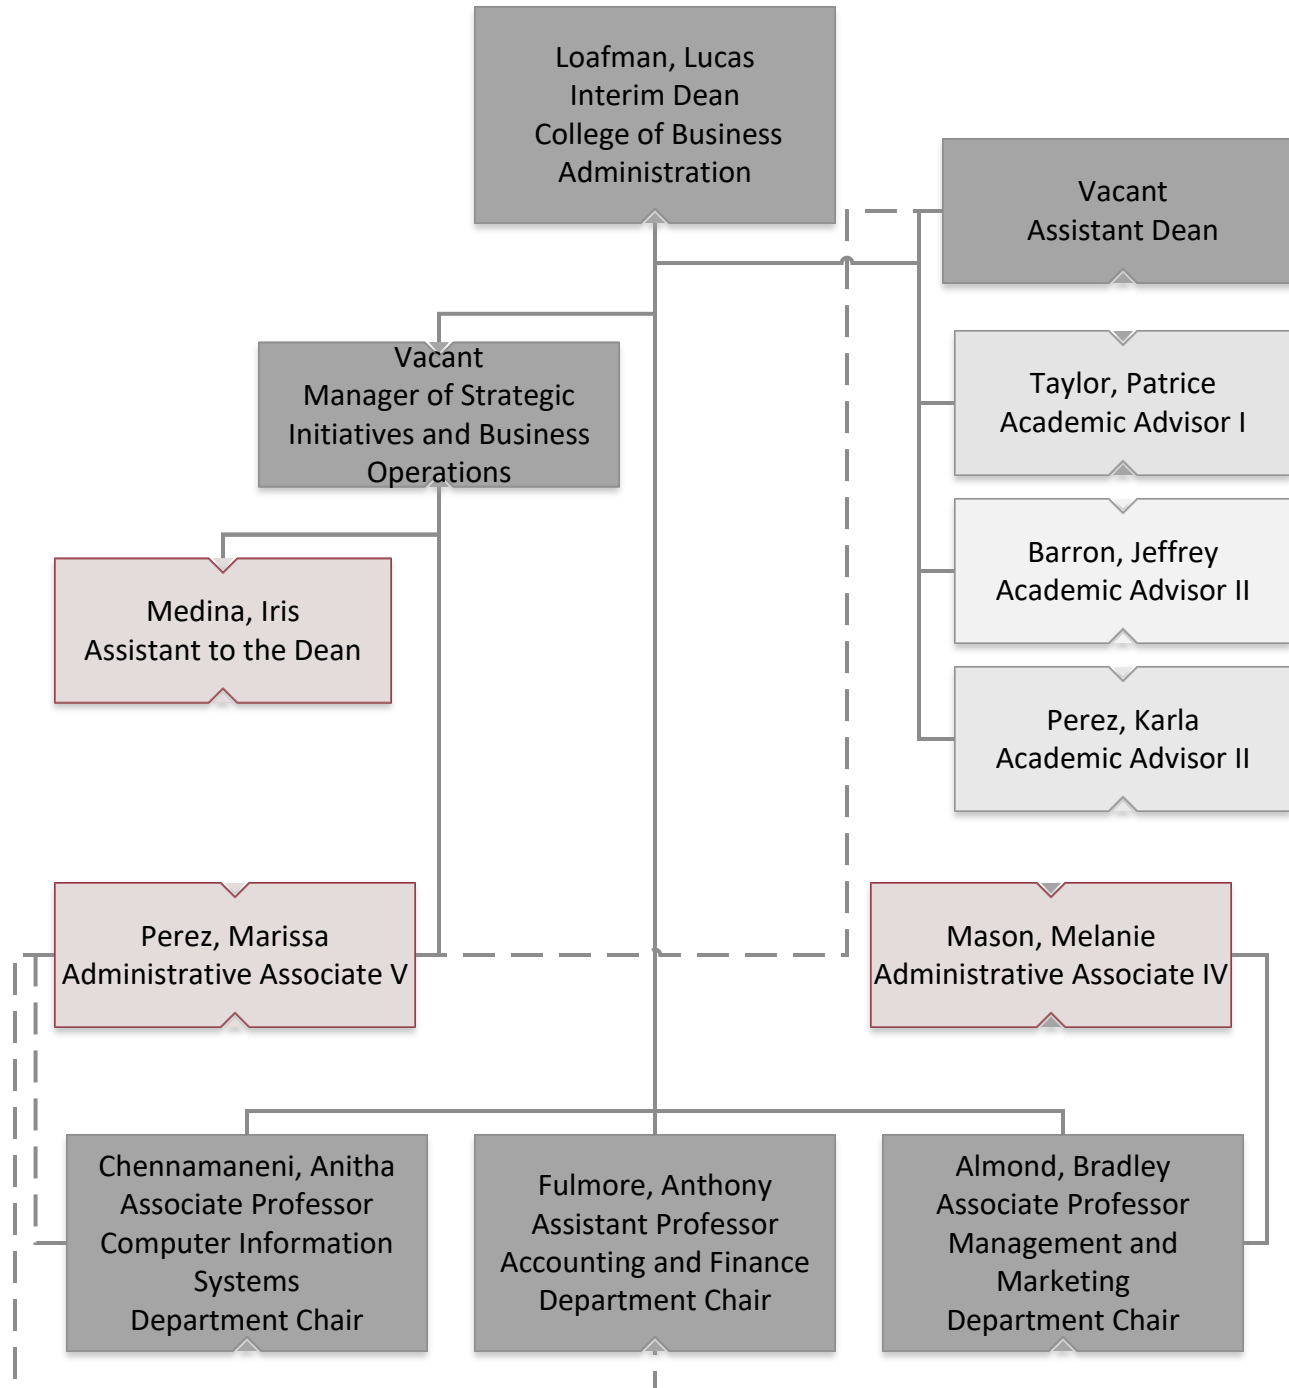 Loafman, Lucas
Interim Dean
College of Business
Administration
Vacant
Assistant Dean
Vacant
Manager of Strategic
Initiatives and Business
Operations
Taylor, Patrice
Academic Advisor I
Barron, Jeffrey
Academic Advisor II
Medina, Iris
Assistant to the Dean
Perez, Karla
Academic Advisor II
Perez, Marissa
Administrative Associate V
Mason, Melanie
Administrative Associate IV
Chennamaneni, Anitha
Associate Professor
Computer Information
Systems
Department Chair
Fulmore, Anthony
Assistant Professor
Accounting and Finance
Department Chair
Almond, Bradley
Associate Professor
Management and
Marketing
Department Chair